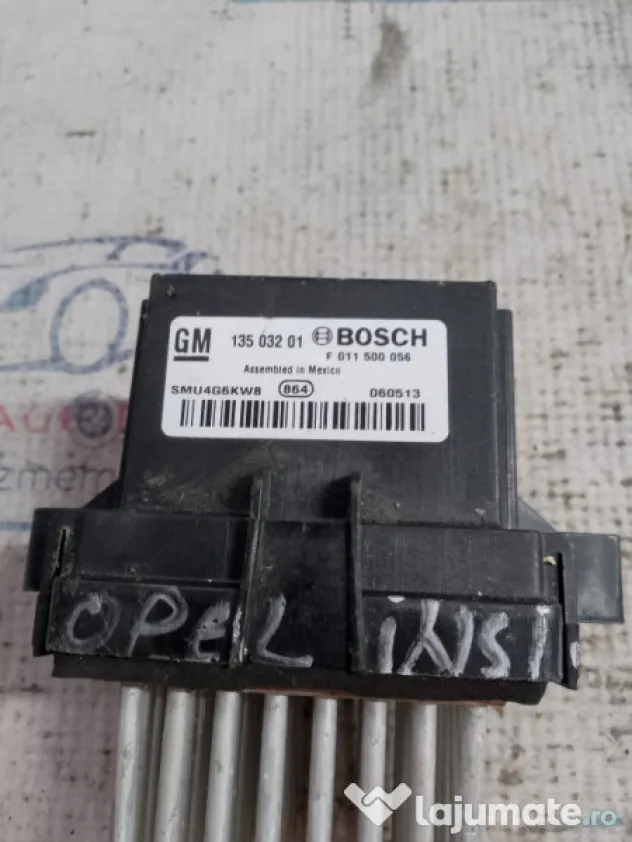 GM 135 032 01 BOSCH
F 011 500 056
Assembled in Mexico
SMU4G6KW8 864 060513
OPEL INSI
lajumate.ro